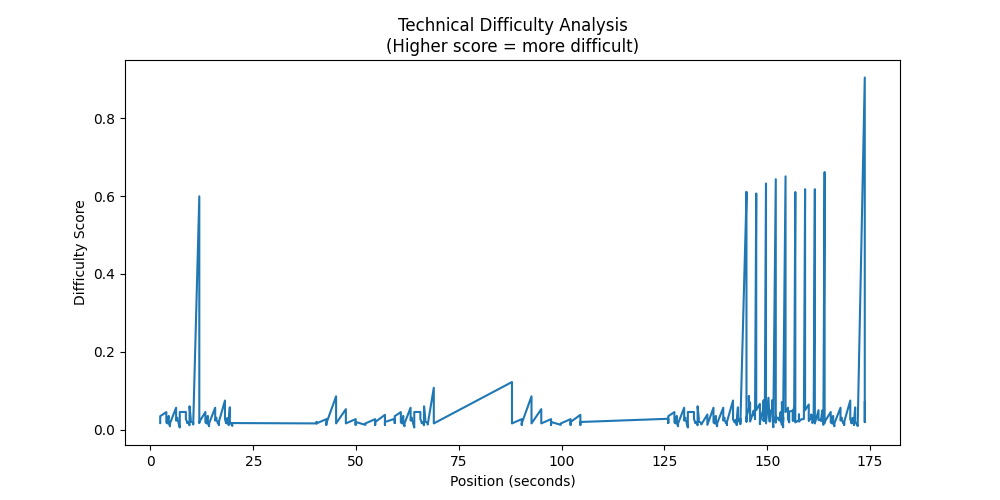 Technical Difficulty Analysis
(Higher score = more difficult)
Difficulty Score
0.8
0.6
0.4
0.2
0.0
0 25 50 75 100 125 150 175
Position (seconds)